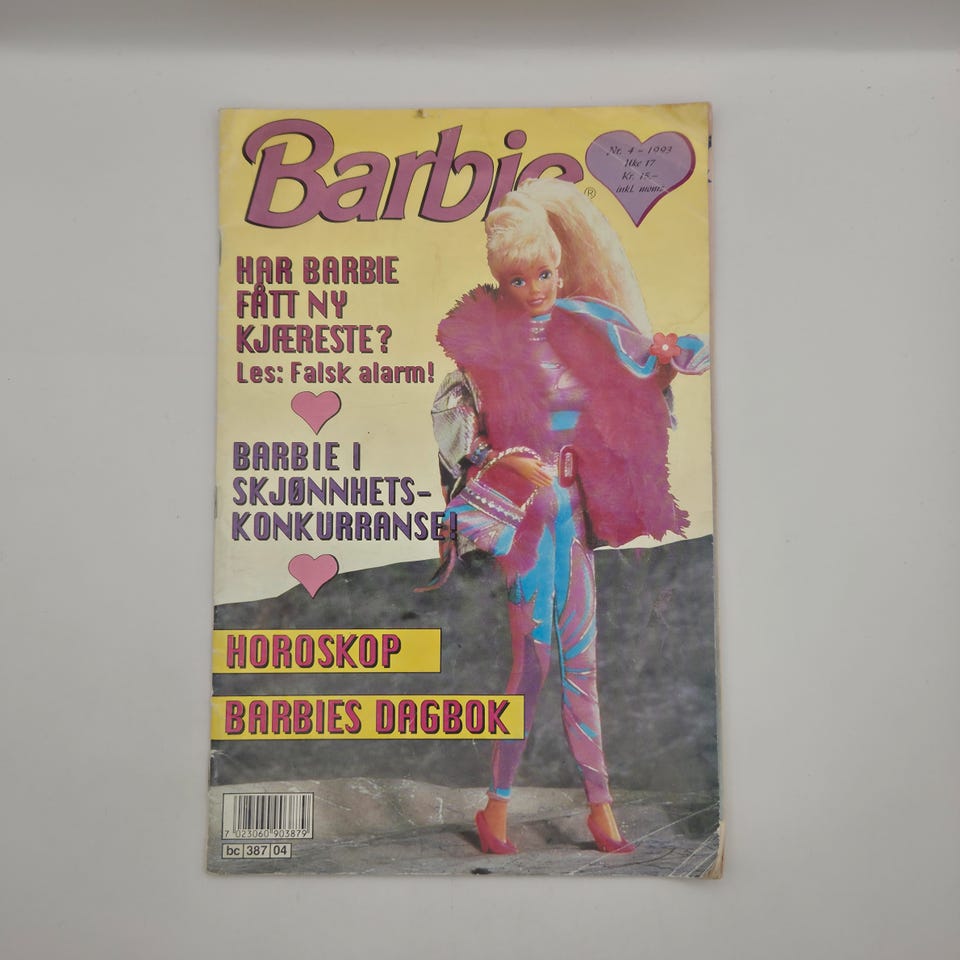 Barbie®
Nr. 4 - 1993
Uke 17
Kr. 15.-
inkl. moms
HAR BARBIE
FÅTT NY
KJÆRESTE?
Les: Falsk alarm!
BARBIE I
SKJØNNHETS-
KONKURRANSE!
HOROSKOP
BARBIES DAGBOK
7 023060 903879
bc 387 04